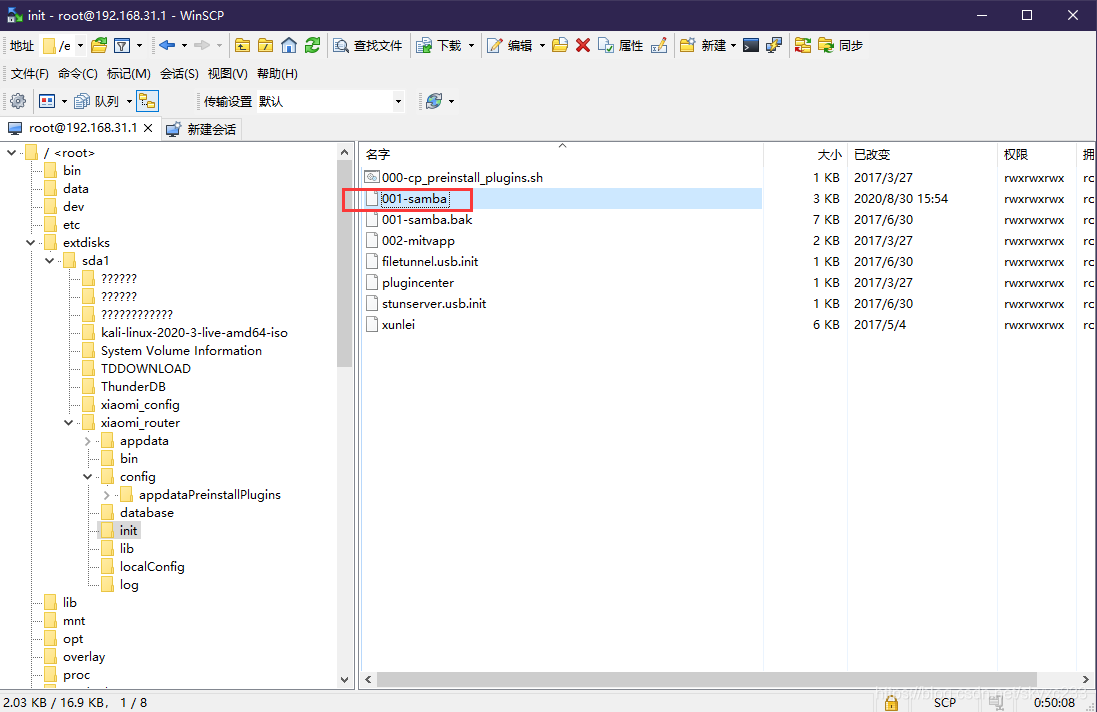 init - root@192.168.31.1 - WinSCP
地址 /e 查找文件 下载 编辑 属性 新建 同步
文件(F) 命令(C) 标记(M) 会话(S) 视图(V) 帮助(H)
队列 传输设置 默认
root@192.168.31.1 × 新建会话
/ <root>
bin
data
dev
etc
extdisks
sda1
??????
??????
????????????
kali-linux-2020-3-live-amd64-iso
System Volume Information
TDDOWNLOAD
ThunderDB
xiaomi_config
xiaomi_router
appdata
bin
config
appdataPreinstallPlugins
database
init
lib
localConfig
log
lib
mnt
opt
overlay
proc
名字 大小 已改变 权限 拥
000-cp_preinstall_plugins.sh 1 KB 2017/3/27 rwxrwxrwx rc
001-samba 3 KB 2020/8/30 15:54 rwxrwxrwx rc
001-samba.bak 7 KB 2017/6/30 rwxrwxrwx rc
002-mitvapp 2 KB 2017/3/27 rwxrwxrwx rc
filetunnel.usb.init 1 KB 2017/6/30 rwxrwxrwx rc
plugincenter 1 KB 2017/3/27 rwxrwxrwx rc
stunserver.usb.init 1 KB 2017/6/30 rwxrwxrwx rc
xunlei 6 KB 2017/5/4 rwxrwxrwx rc
2.03 KB / 16.9 KB, 1 / 8 SCP 0:50:08